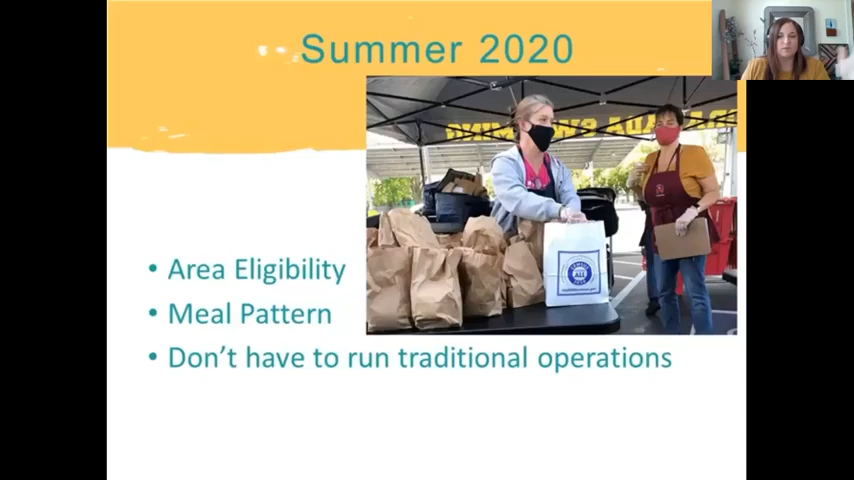 Summer 2020
• Area Eligibility
• Meal Pattern
• Don't have to run traditional operations